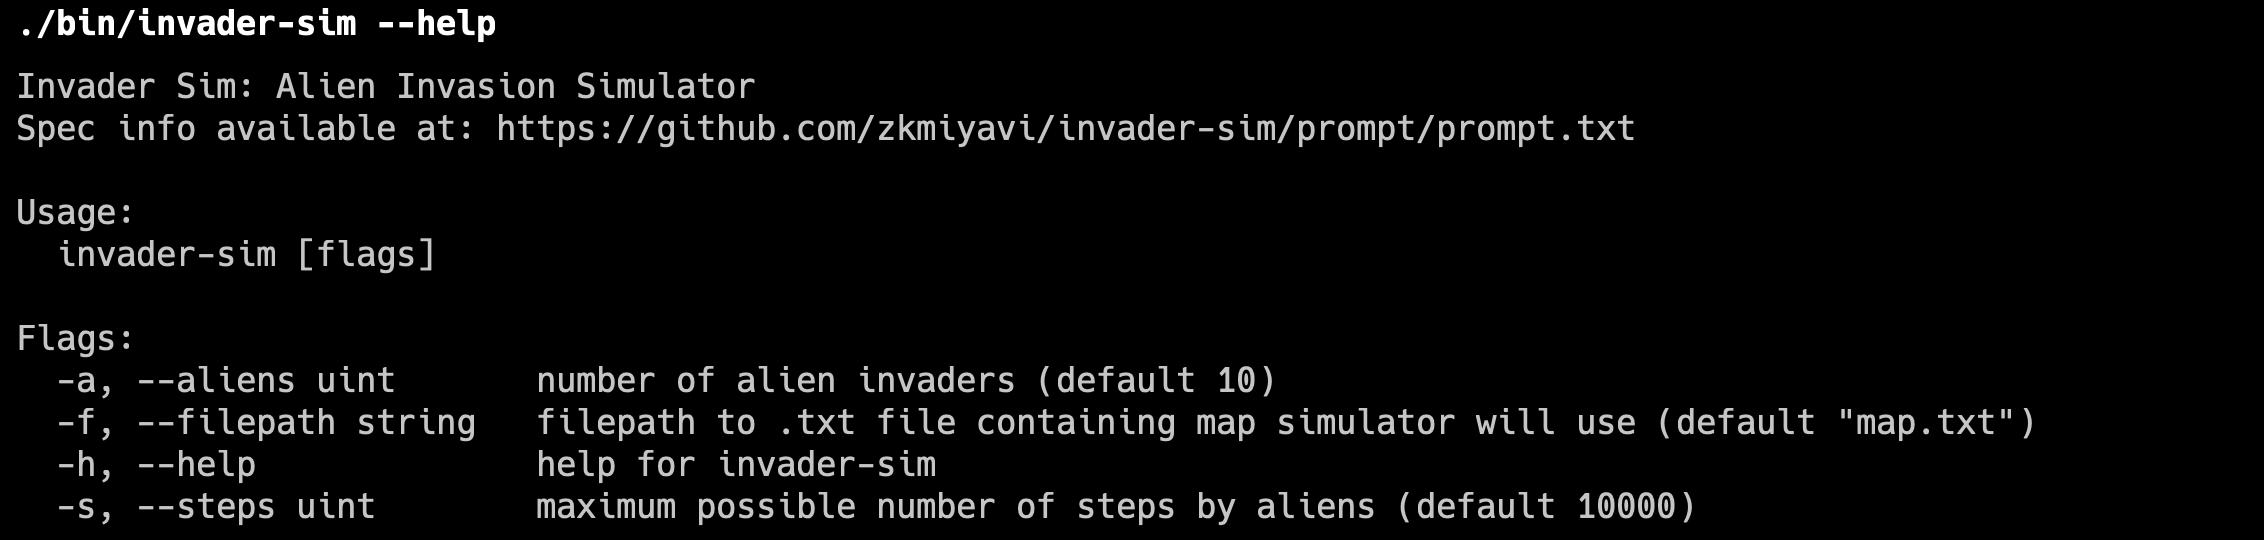 ./bin/invader-sim --help
Invader Sim: Alien Invasion Simulator
Spec info available at: https://github.com/zkmiyavi/invader-sim/prompt/prompt.txt
Usage:
  invader-sim [flags]
Flags:
  -a, --aliens uint       number of alien invaders (default 10)
  -f, --filepath string   filepath to .txt file containing map simulator will use (default "map.txt")
  -h, --help              help for invader-sim
  -s, --steps uint        maximum possible number of steps by aliens (default 10000)